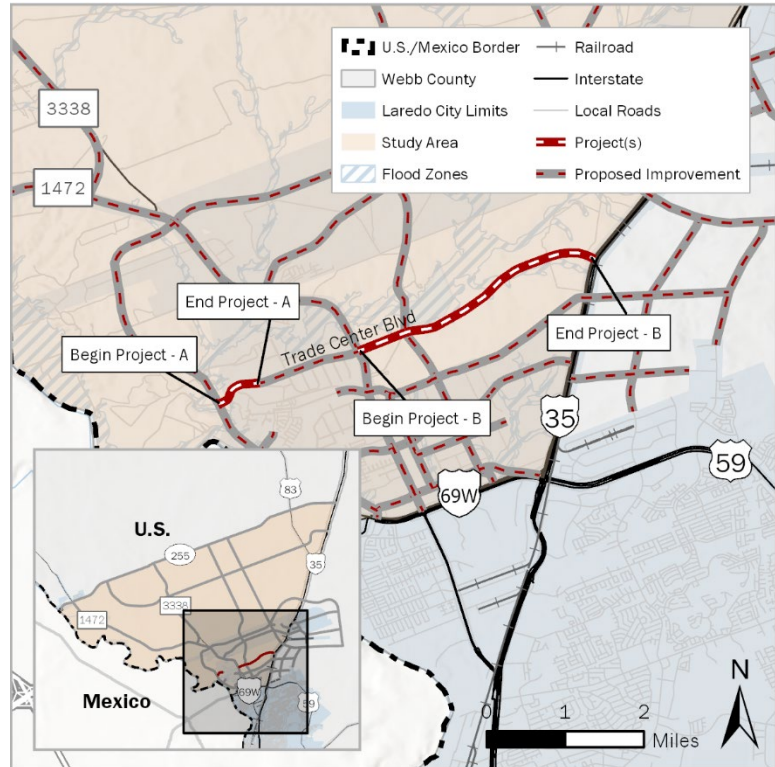 U.S./Mexico Border
Webb County
Laredo City Limits
Study Area
Flood Zones
Railroad
Interstate
Local Roads
Project(s)
Proposed Improvement
3338
1472
End Project - A
Begin Project - A
Trade Center Blvd
End Project - B
Begin Project - B
35
59
69W
83
U.S.
255
35
3338
1472
69W
59
Mexico
N
0 1 2
Miles